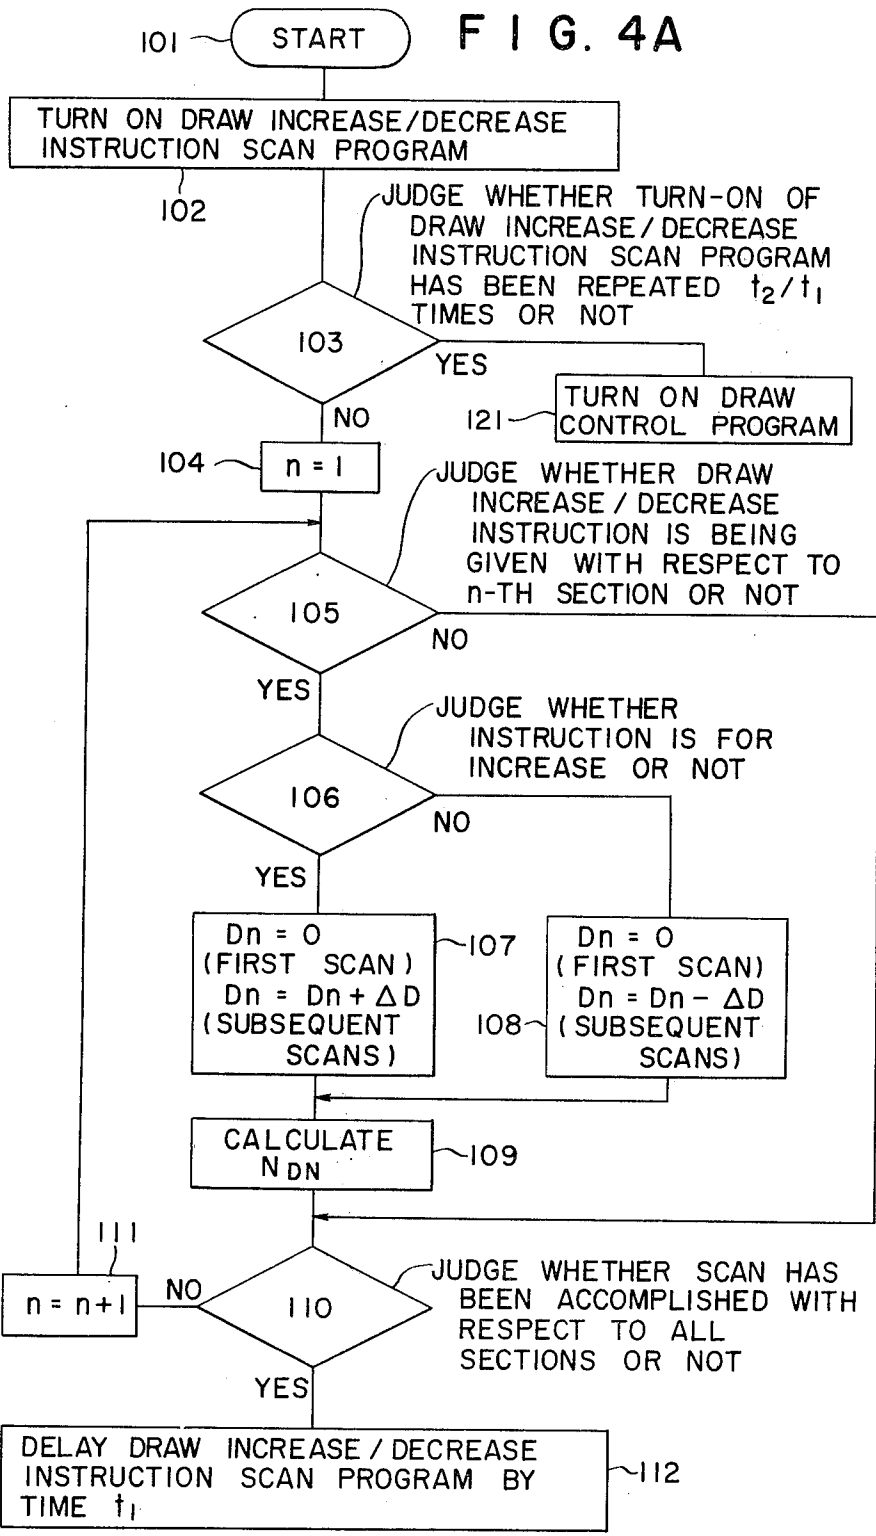 101
START
FIG. 4A
TURN ON DRAW INCREASE/DECREASE
INSTRUCTION SCAN PROGRAM
102
JUDGE WHETHER TURN-ON OF
DRAW INCREASE/DECREASE
INSTRUCTION SCAN PROGRAM
HAS BEEN REPEATED t2/t1
TIMES OR NOT
103
YES
NO
TURN ON DRAW
CONTROL PROGRAM
121
104
n = 1
JUDGE WHETHER DRAW
INCREASE/DECREASE
INSTRUCTION IS BEING
GIVEN WITH RESPECT TO
n-TH SECTION OR NOT
105
NO
YES
JUDGE WHETHER
INSTRUCTION IS FOR
INCREASE OR NOT
106
NO
YES
Dn = 0
(FIRST SCAN)
Dn = Dn + ΔD
(SUBSEQUENT
SCANS)
107
Dn = 0
(FIRST SCAN)
Dn = Dn - ΔD
(SUBSEQUENT
SCANS)
108
CALCULATE
NDN
109
111
n = n+1
NO
110
JUDGE WHETHER SCAN HAS
BEEN ACCOMPLISHED WITH
RESPECT TO ALL
SECTIONS OR NOT
YES
DELAY DRAW INCREASE/DECREASE
INSTRUCTION SCAN PROGRAM BY
TIME t1
112